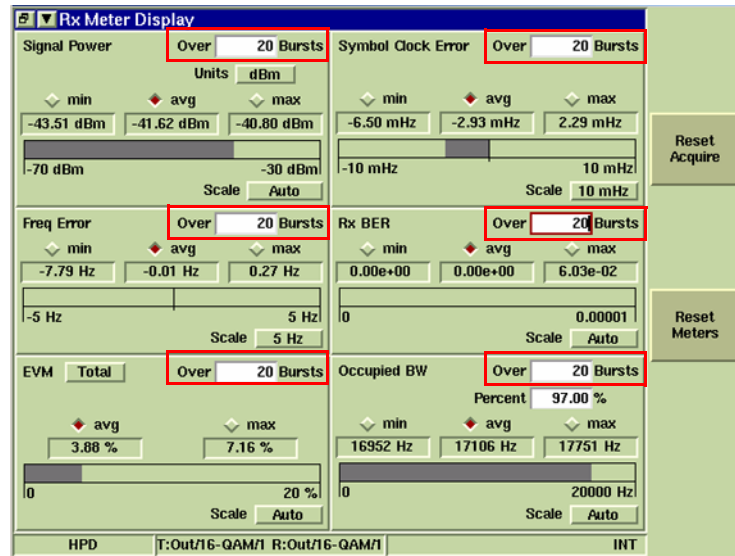 Rx Meter Display
Signal Power Over 20 Bursts
Units dBm
min avg max
-43.51 dBm -41.62 dBm -40.80 dBm
-70 dBm -30 dBm
Scale Auto
Symbol Clock Error Over 20 Bursts
min avg max
-6.50 mHz -2.93 mHz 2.29 mHz
-10 mHz 10 mHz
Scale 10 mHz
Freq Error Over 20 Bursts
min avg max
-7.79 Hz -0.01 Hz 0.27 Hz
-5 Hz 5 Hz
Scale 5 Hz
Rx BER Over 20 Bursts
min avg max
0.00e+00 0.00e+00 6.03e-02
0 0.00001
Scale Auto
EVM Total Over 20 Bursts
avg max
3.88 % 7.16 %
0 20 %
Scale Auto
Occupied BW Over 20 Bursts
Percent 97.00 %
min avg max
16952 Hz 17106 Hz 17751 Hz
0 20000 Hz
Scale Auto
Reset
Acquire
Reset
Meters
HPD T:Out/16-QAM/1 R:Out/16-QAM/1 INT